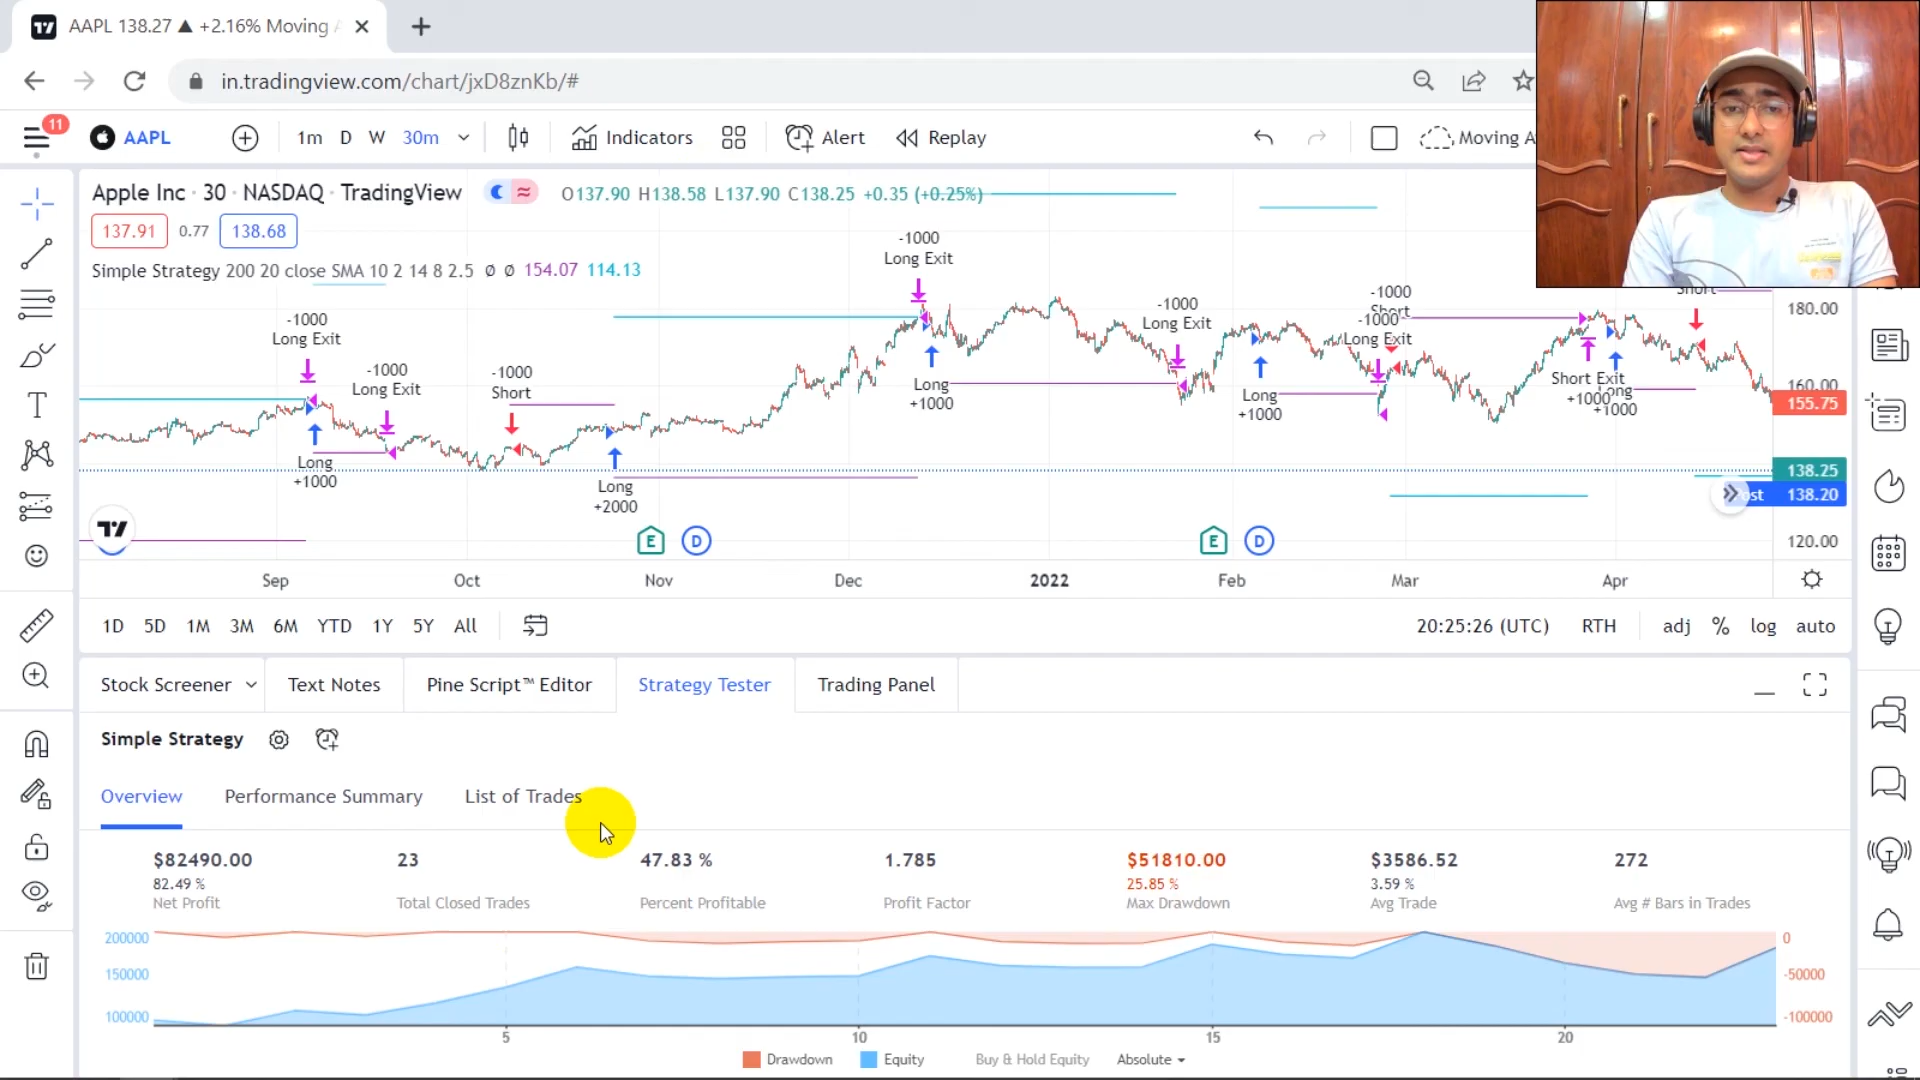 AAPL 138.27 ▲ +2.16% Moving
in.tradingview.com/chart/jxD8znKb/#
11
AAPL
1m D W 30m
Indicators
Alert
Replay
Moving A
Apple Inc · 30 · NASDAQ · TradingView
O137.90 H138.58 L137.90 C138.25 +0.35 (+0.25%)
137.91 0.77 138.68
Simple Strategy 200 20 close SMA 10 2 14 8 2.5 ø ø 154.07 114.13
-1000
Long Exit
Long
+1000
-1000
Long Exit
-1000
Short
Long
+2000
-1000
Long Exit
Long
+1000
-1000
Long Exit
Long
+1000
-1000
Short
-1000
Long Exit
Short Exit
+1000
Long
+1000
Short
180.00
160.00
155.75
138.25
Post 138.20
120.00
E D E D
Sep Oct Nov Dec 2022 Feb Mar Apr
1D 5D 1M 3M 6M YTD 1Y 5Y All
20:25:26 (UTC) RTH adj % log auto
Stock Screener Text Notes Pine Script™ Editor Strategy Tester Trading Panel
Simple Strategy
Overview Performance Summary List of Trades
$82490.00 23 47.83 % 1.785 $51810.00 $3586.52 272
82.49 % 25.85 % 3.59 %
Net Profit Total Closed Trades Percent Profitable Profit Factor Max Drawdown Avg Trade Avg # Bars in Trades
200000 0
150000 -50000
100000 -100000
5 10 15 20
Drawdown Equity Buy & Hold Equity Absolute